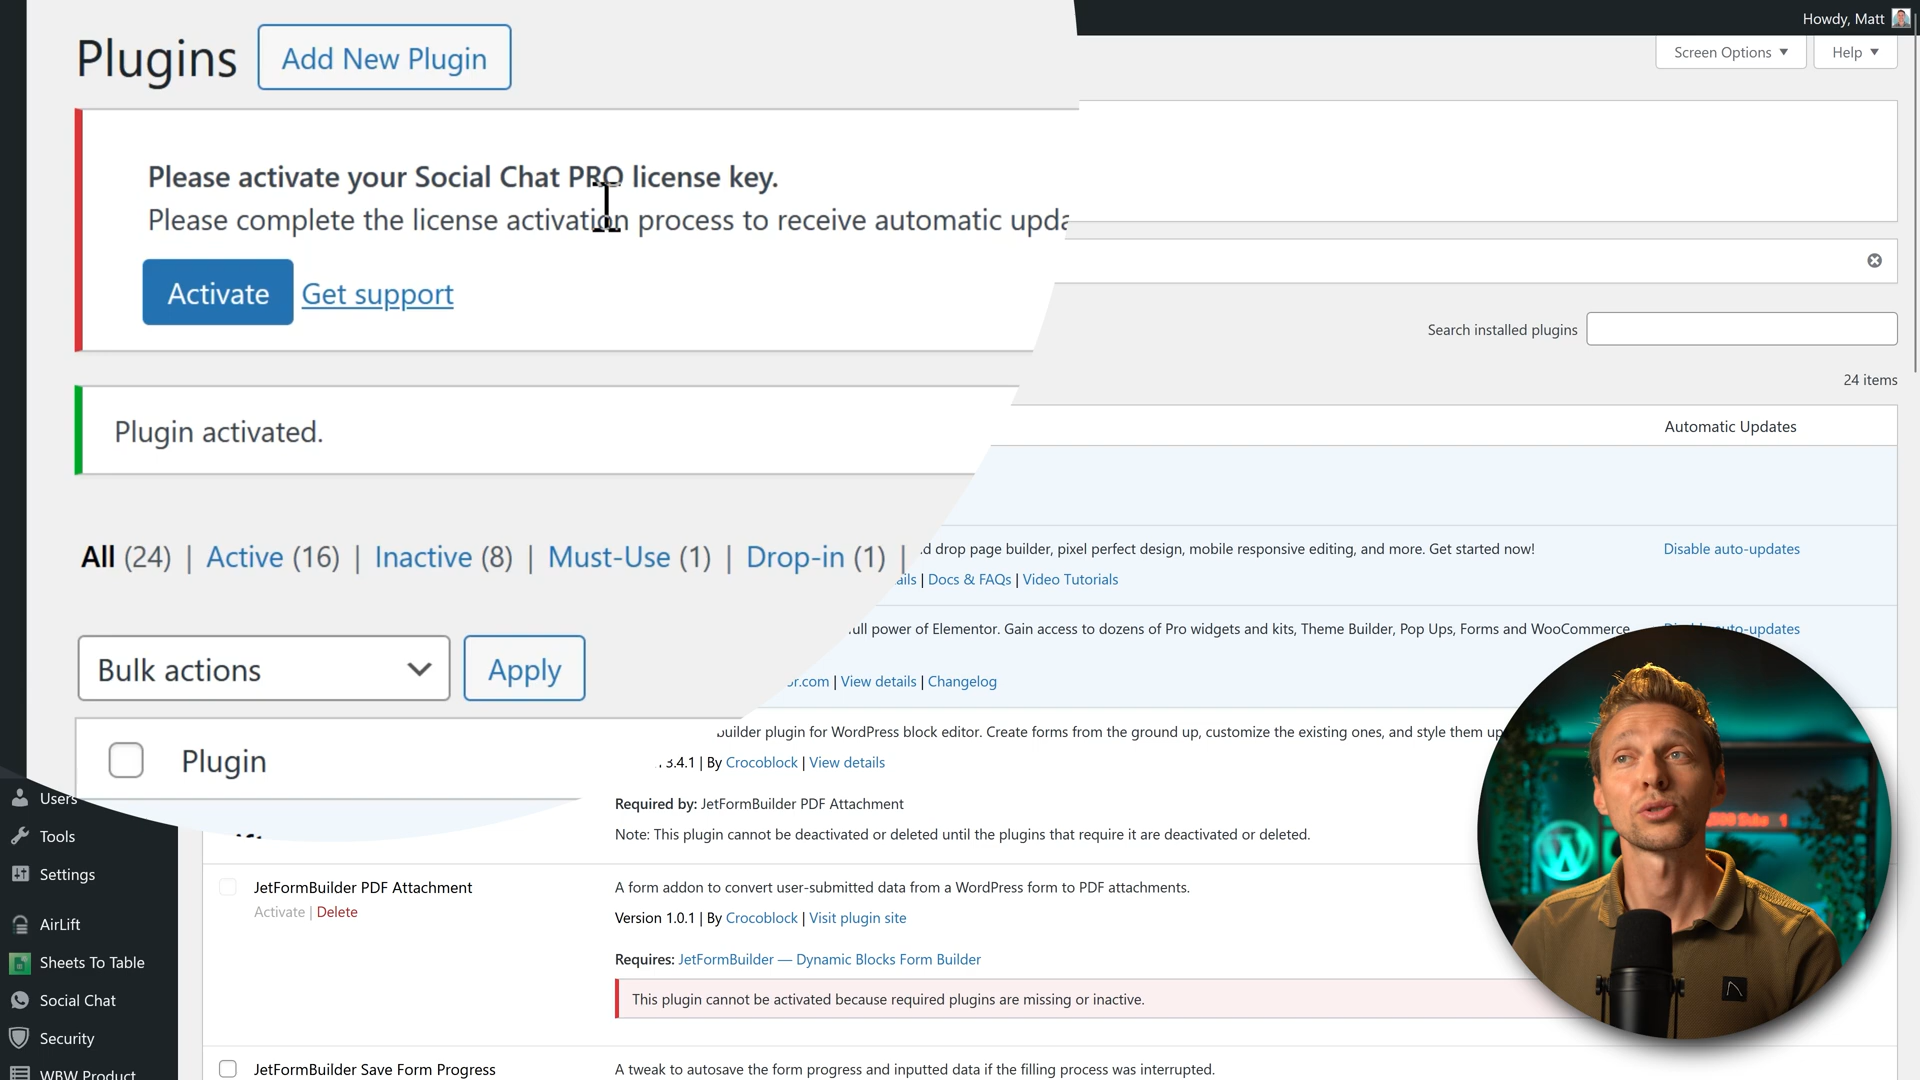 Howdy, Matt
Screen Options
Help
Plugins
Add New Plugin
Please activate your Social Chat PRO license key.
Please complete the license activation process to receive automatic upda
Activate Get support
Plugin activated.
Search installed plugins
24 items
All (24) | Active (16) | Inactive (8) | Must-Use (1) | Drop-in (1) |
Bulk actions
Apply
Plugin
Automatic Updates
d drop page builder, pixel perfect design, mobile responsive editing, and more. Get started now!
Disable auto-updates
ails | Docs & FAQs | Video Tutorials
ull power of Elementor. Gain access to dozens of Pro widgets and kits, Theme Builder, Pop Ups, Forms and WooCommerce
auto-updates
or.com | View details | Changelog
builder plugin for WordPress block editor. Create forms from the ground up, customize the existing ones, and style them up
3.4.1 | By Crocoblock | View details
Required by: JetFormBuilder PDF Attachment
Note: This plugin cannot be deactivated or deleted until the plugins that require it are deactivated or deleted.
Users
Tools
Settings
AirLift
Sheets To Table
Social Chat
Security
WBW Product
JetFormBuilder PDF Attachment
Activate | Delete
A form addon to convert user-submitted data from a WordPress form to PDF attachments.
Version 1.0.1 | By Crocoblock | Visit plugin site
Requires: JetFormBuilder — Dynamic Blocks Form Builder
This plugin cannot be activated because required plugins are missing or inactive.
JetFormBuilder Save Form Progress
A tweak to autosave the form progress and inputted data if the filling process was interrupted.